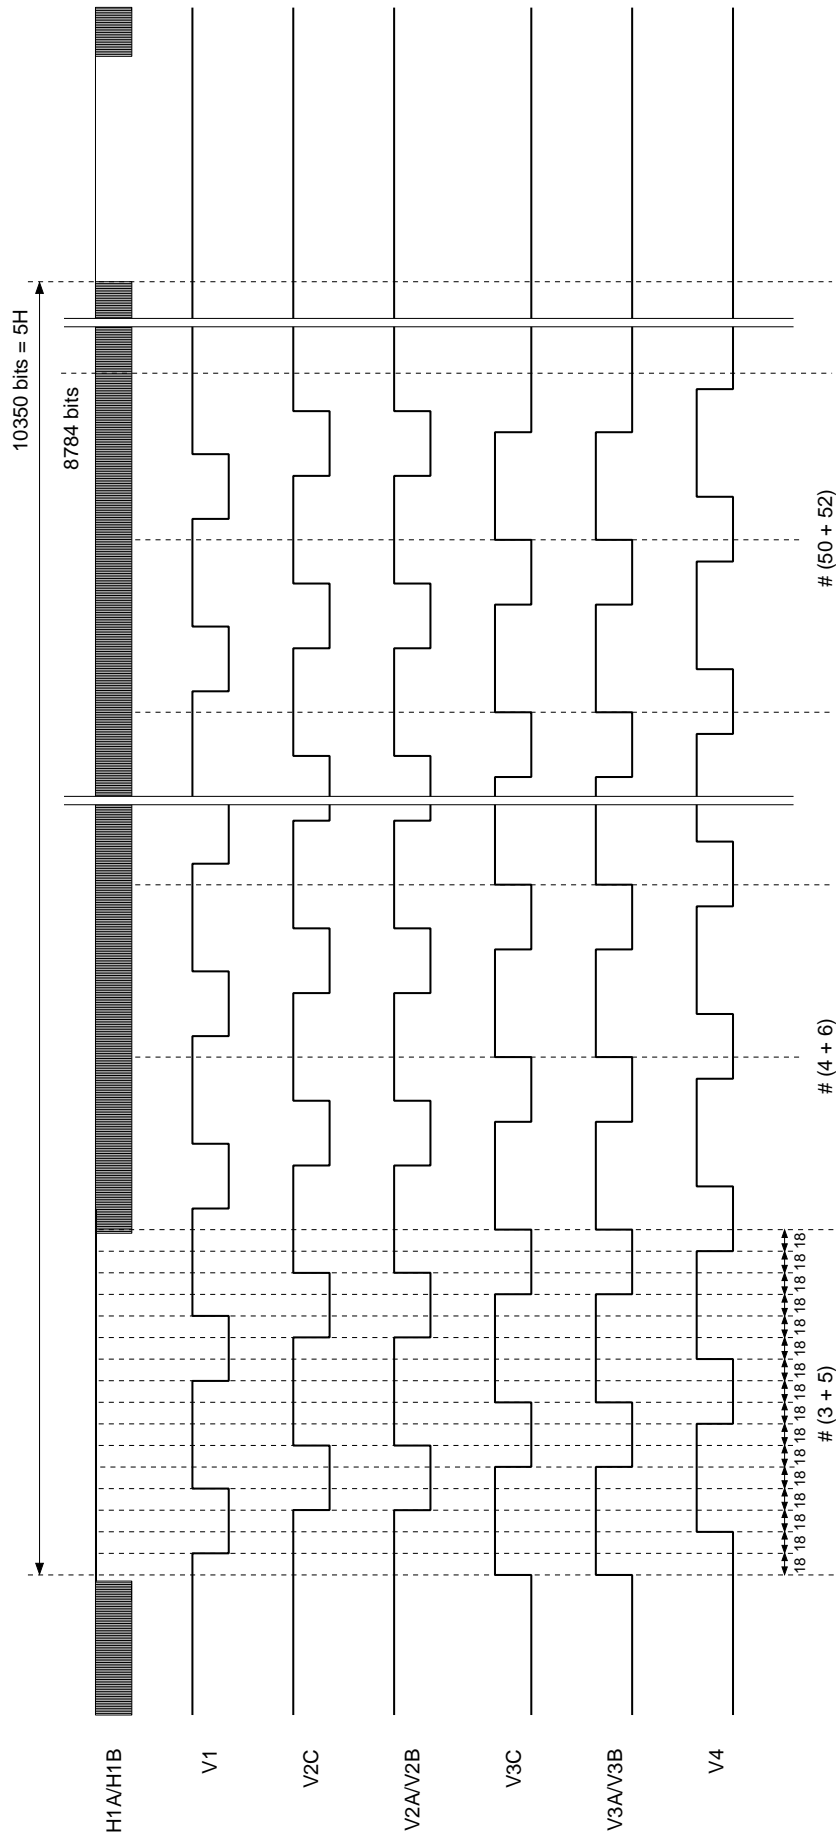 10350 bits = 5H
8784 bits
H1A/H1B
V1
V2C
V2A/V2B
V3C
V3A/V3B
V4
18 18 18 18 18 18 18 18 18 18 18 18 18 18 18 18
# (3 + 5) # (4 + 6) # (50 + 52)